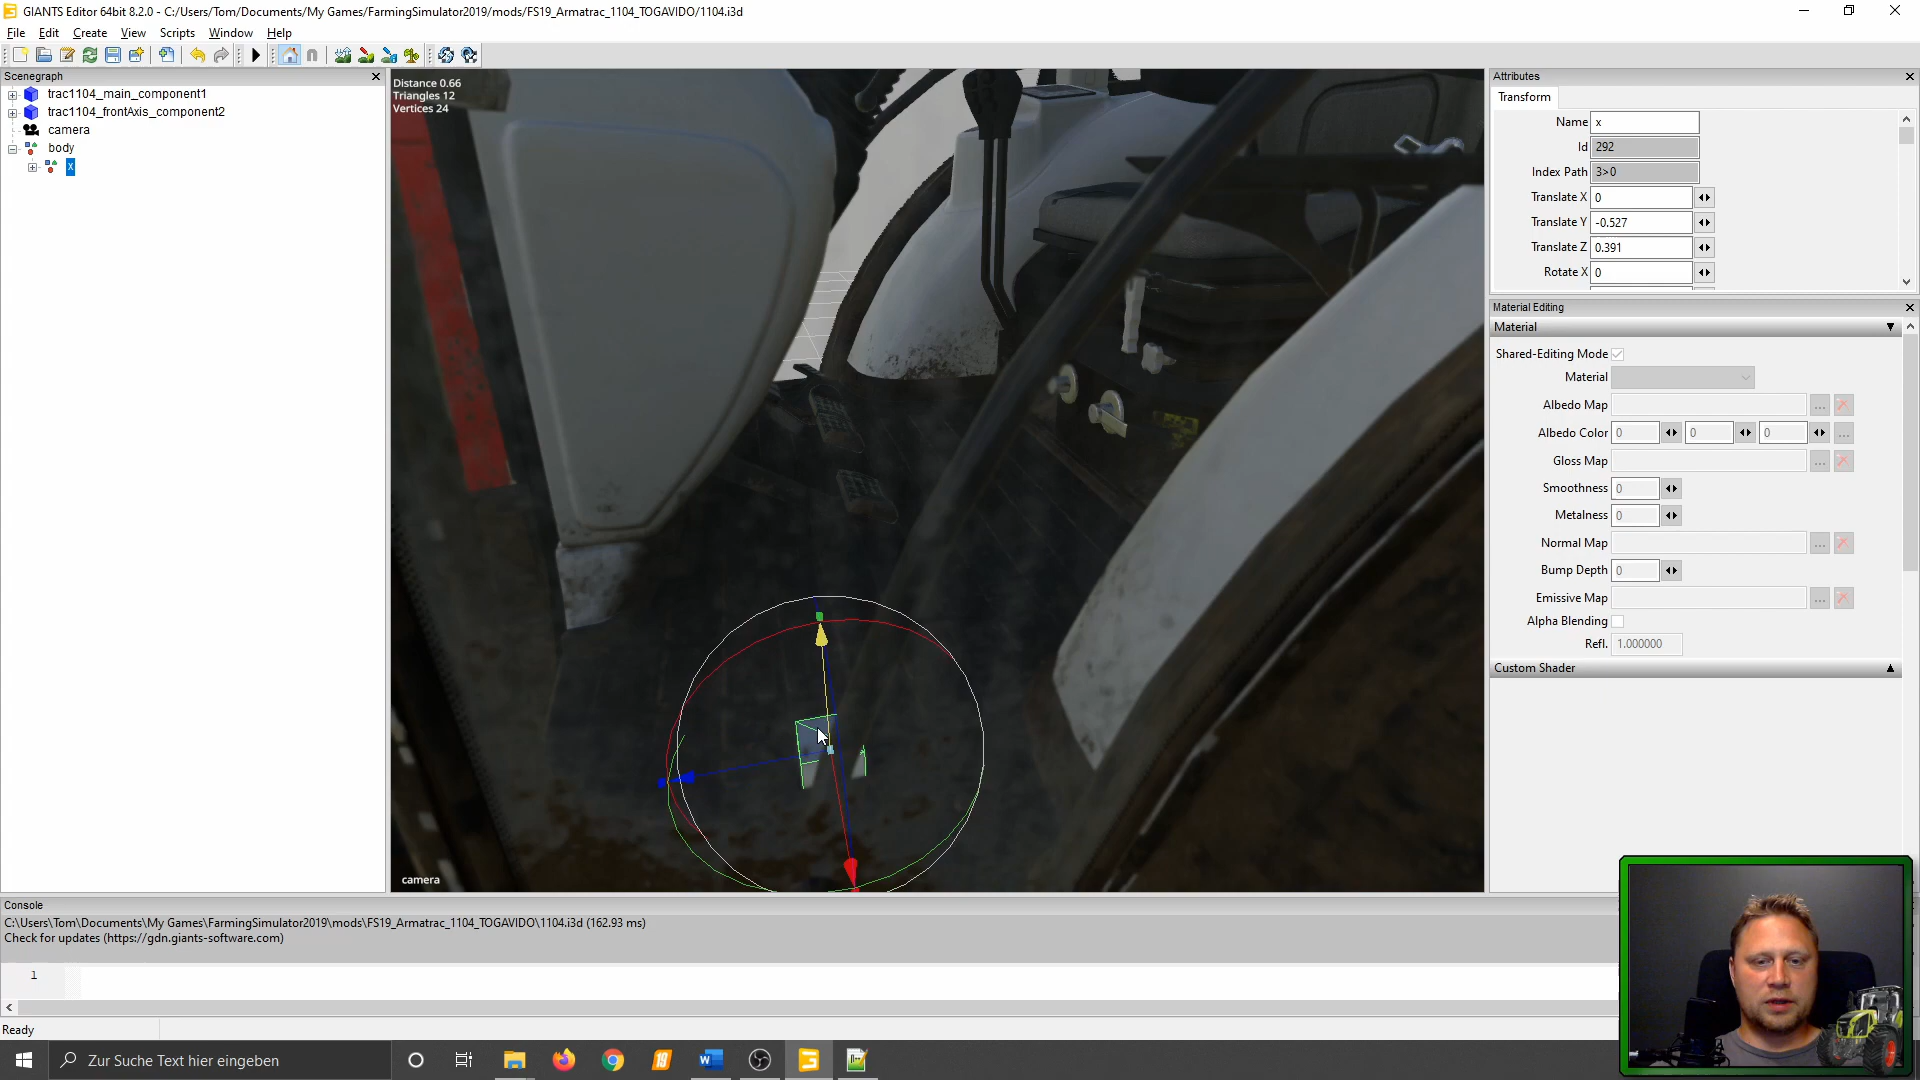 GIANTS Editor 64bit 8.2.0 - C:/Users/Tom/Documents/My Games/FarmingSimulator2019/mods/FS19_Armatrac_1104_TOGAVIDO/1104.i3d
File Edit Create View Scripts Window Help
Scenegraph
trac1104_main_component1
trac1104_frontAxis_component2
camera
body
x
Distance 0.66
Triangles 12
Vertices 24
camera
Attributes
Transform
Name x
Id 292
Index Path 3>0
Translate X 0
Translate Y -0.527
Translate Z 0.391
Rotate X 0
Material Editing
Material
Shared-Editing Mode
Material
Albedo Map ...
Albedo Color 0 0 0 ...
Gloss Map ...
Smoothness 0
Metalness 0
Normal Map ...
Bump Depth 0
Emissive Map ...
Alpha Blending
Refl. 1.000000
Custom Shader
Console
C:\Users\Tom\Documents\My Games\FarmingSimulator2019\mods\FS19_Armatrac_1104_TOGAVIDO\1104.i3d (162.93 ms)
Check for updates (https://gdn.giants-software.com)
1
Ready
Zur Suche Text hier eingeben
19